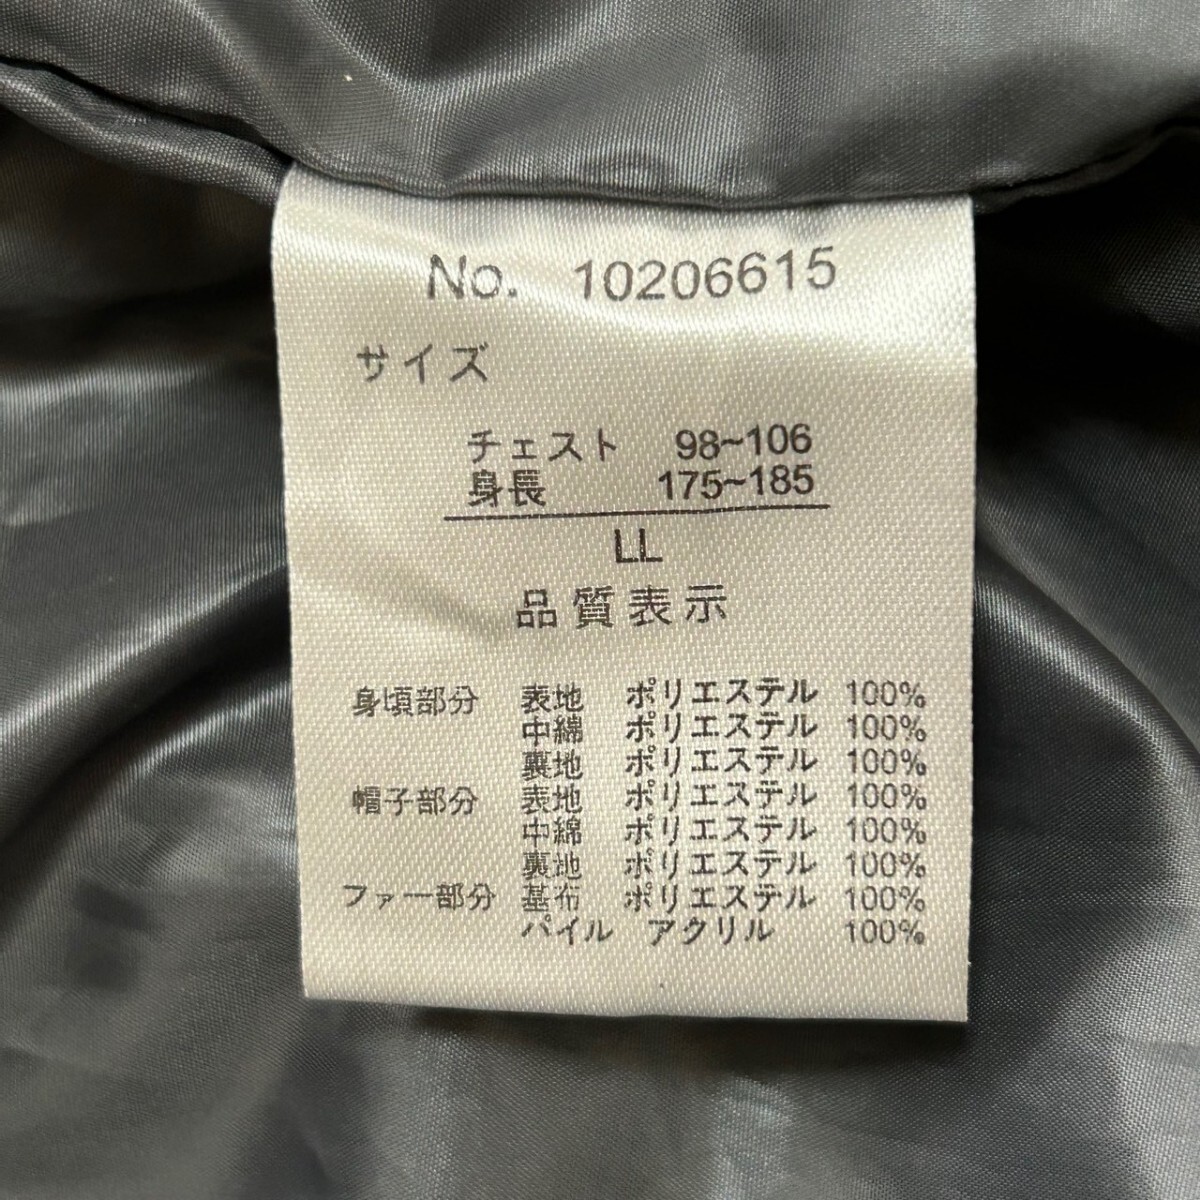 No. 10206615
サイズ
チェスト 98~106
身長 175~185
LL
品質表示
身頃部分 表地 ポリエステル 100%
中綿 ポリエステル 100%
裏地 ポリエステル 100%
帽子部分 表地 ポリエステル 100%
中綿 ポリエステル 100%
裏地 ポリエステル 100%
ファー部分 基布 ポリエステル 100%
パイル アクリル 100%